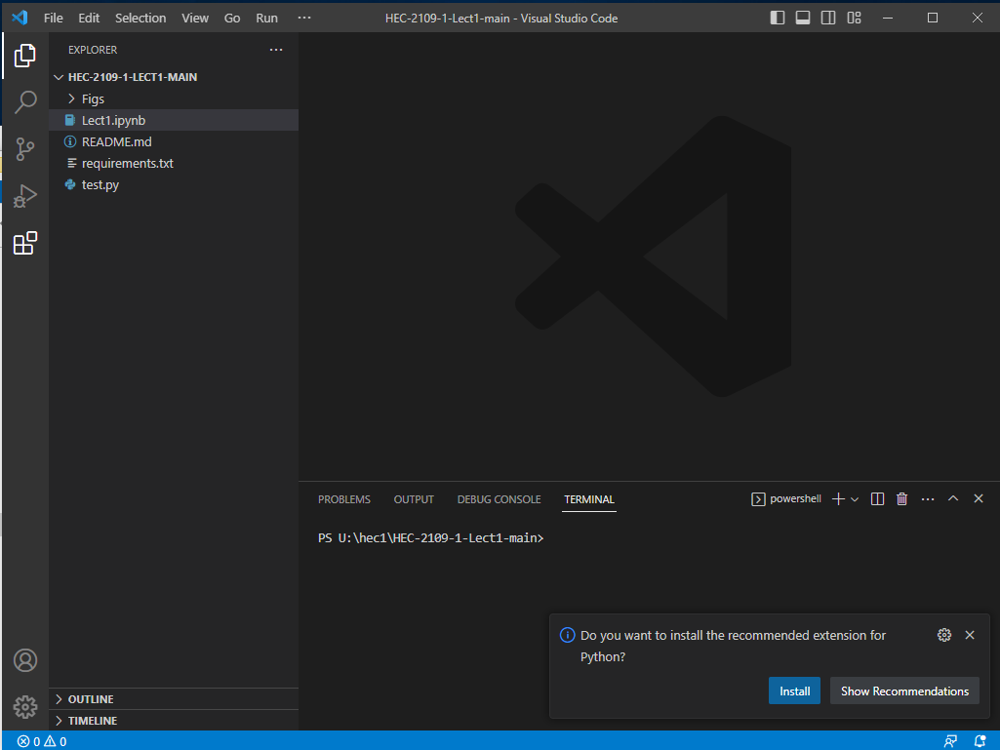 File Edit Selection View Go Run ···
HEC-2109-1-Lect1-main - Visual Studio Code
EXPLORER
HEC-2109-1-LECT1-MAIN
Figs
Lect1.ipynb
README.md
requirements.txt
test.py
PROBLEMS OUTPUT DEBUG CONSOLE TERMINAL
powershell
PS U:\hec1\HEC-2109-1-Lect1-main>
Do you want to install the recommended extension for
Python?
Install Show Recommendations
OUTLINE
TIMELINE
0 0